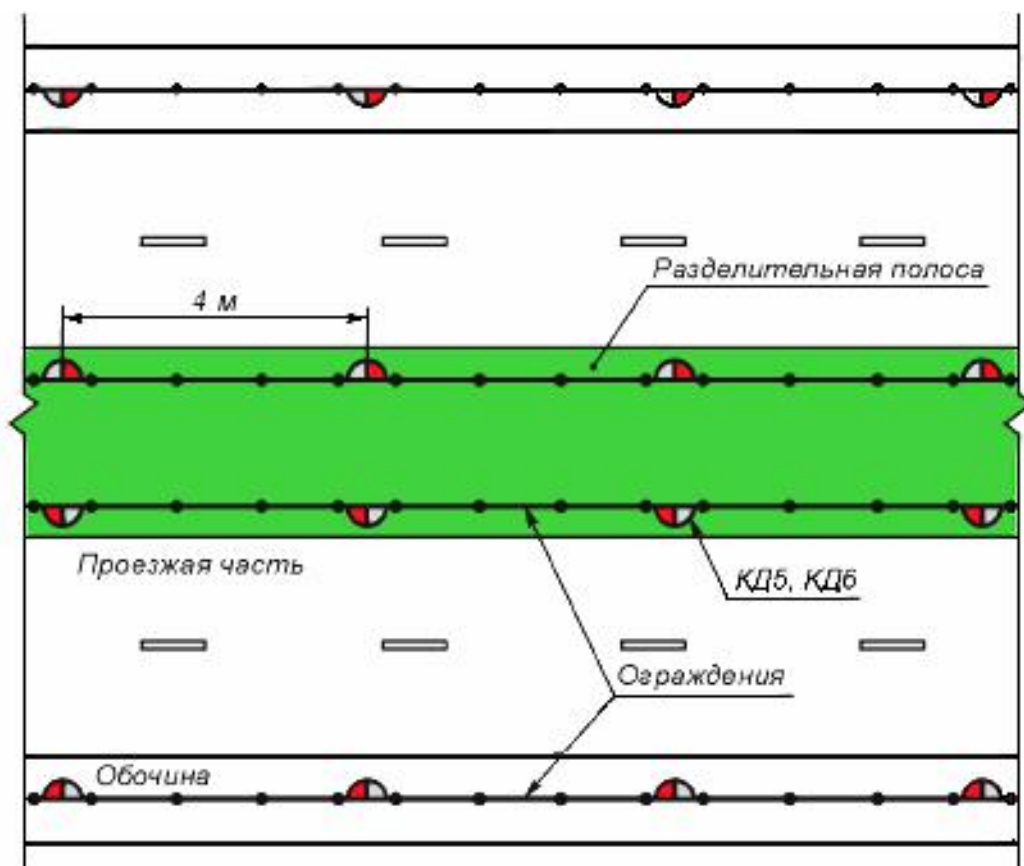 Разделительная полоса
4 м
Проезжая часть
КД5, КД6
Ограждения
Обочина